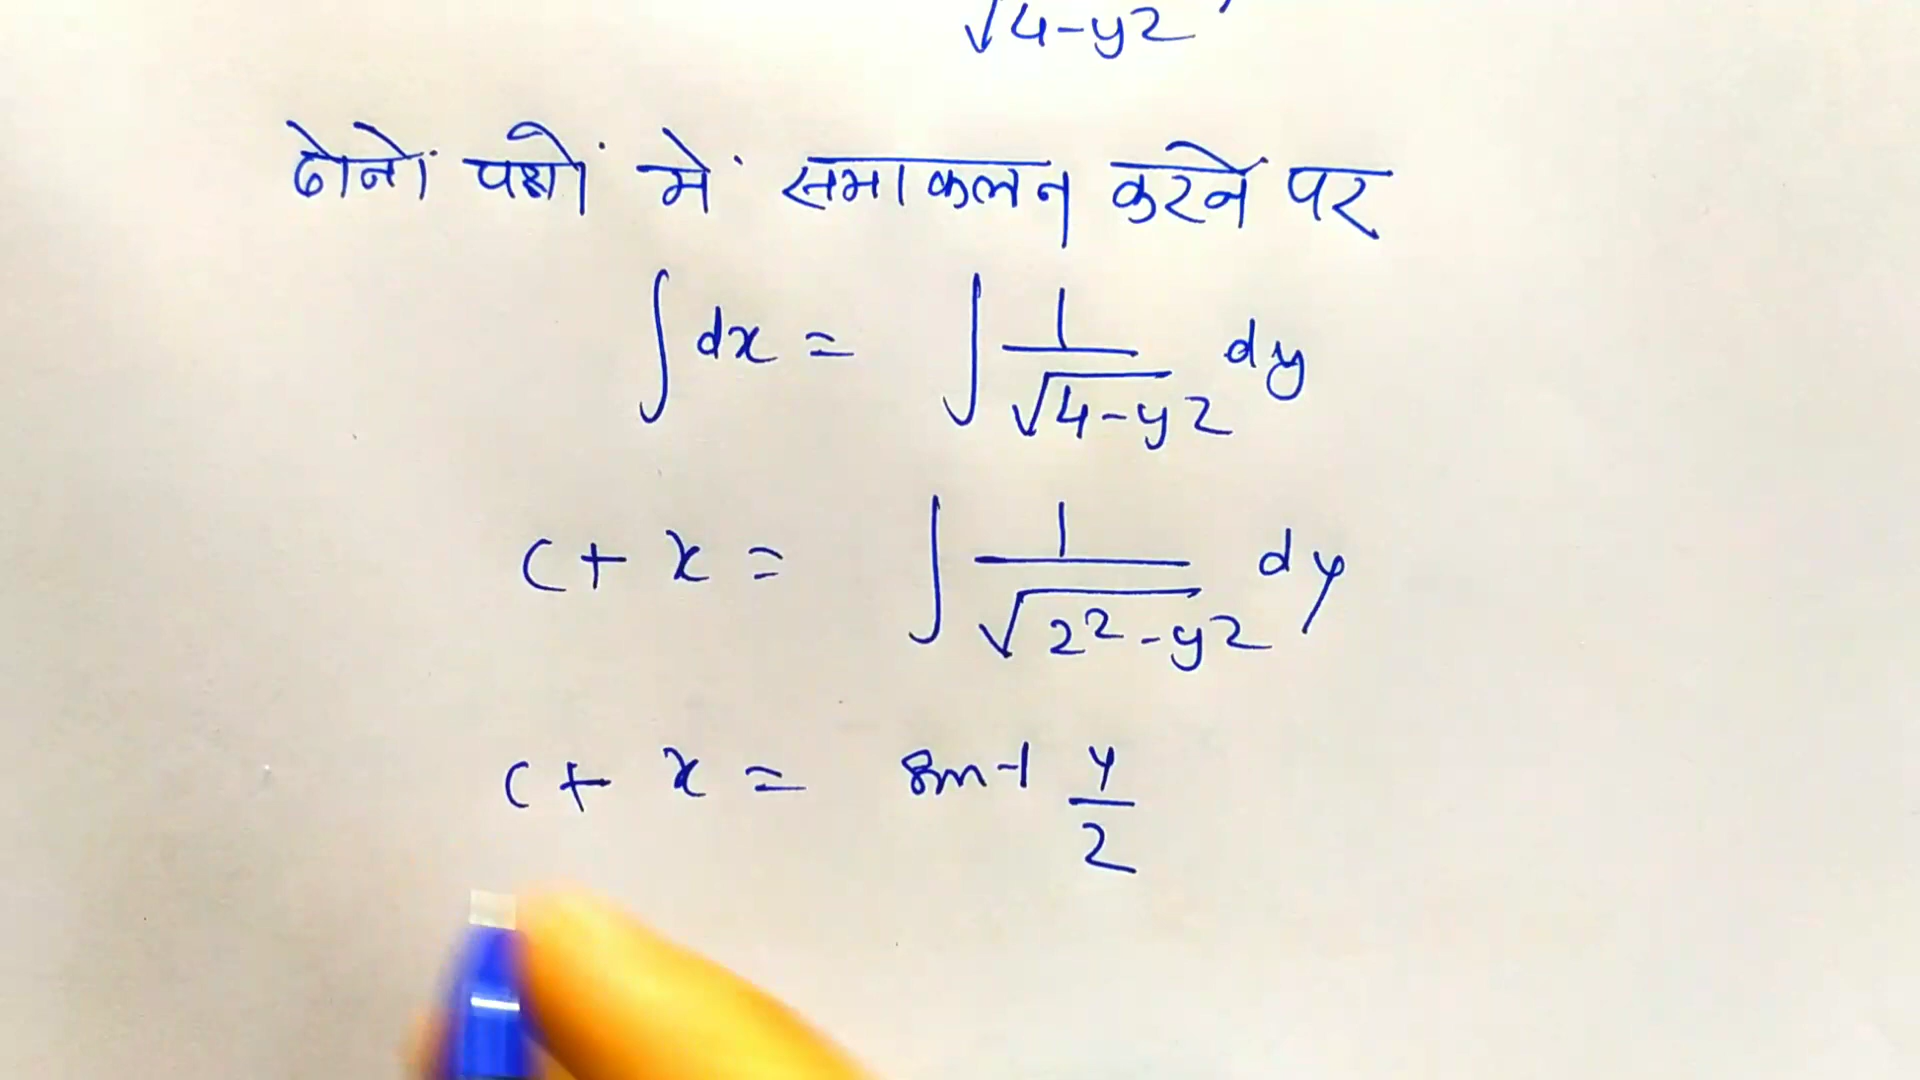 √4-y2
दोनों पक्षों में समाकलन करने पर
∫ dx = ∫ 1/√4-y2 dy
c + x = ∫ 1/√2²-y2 dy
c + x = sin-1 y/2